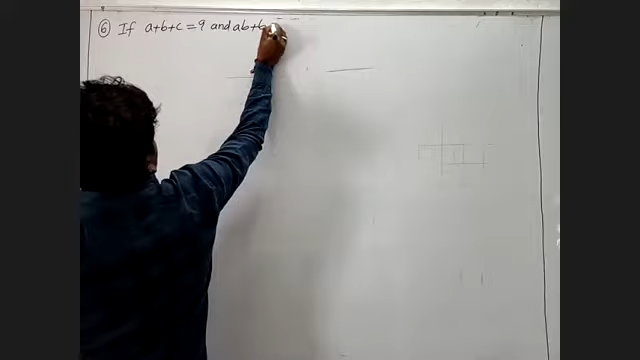 ⑥ If a+b+c = 9 and ab+b